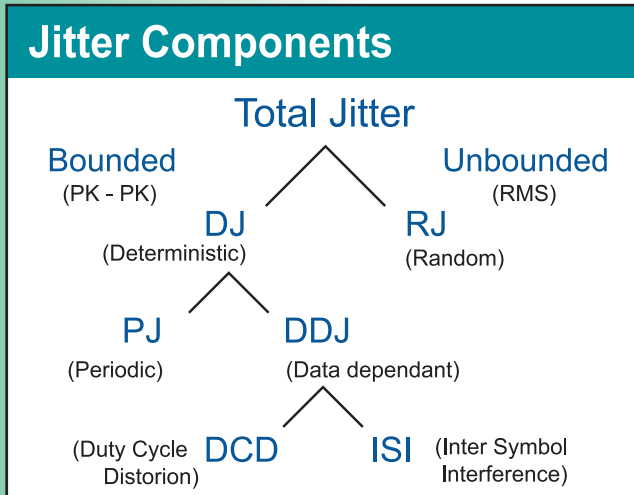 Jitter Components
Total Jitter
Bounded
(PK - PK)
Unbounded
(RMS)
DJ
(Deterministic)
RJ
(Random)
PJ
(Periodic)
DDJ
(Data dependant)
(Duty Cycle
Distorion)
DCD
ISI
(Inter Symbol
Interference)